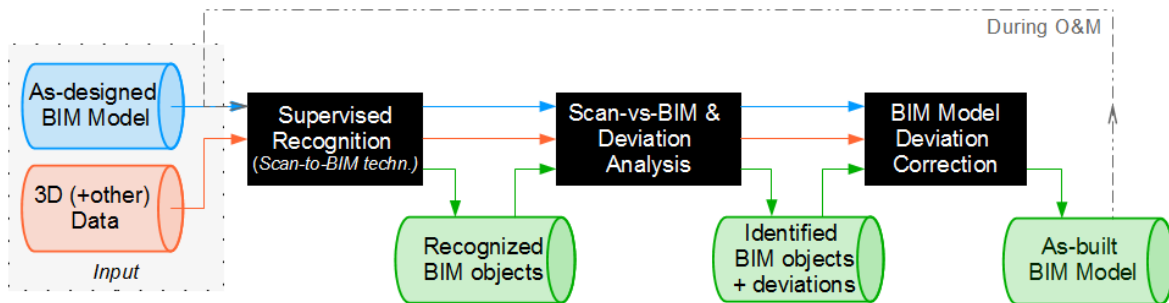 During O&M
As-designed
BIM Model
3D (+other)
Data
Input
Supervised
Recognition
(Scan-to-BIM techn.)
Scan-vs-BIM &
Deviation
Analysis
BIM Model
Deviation
Correction
Recognized
BIM objects
Identified
BIM objects
+ deviations
As-built
BIM Model